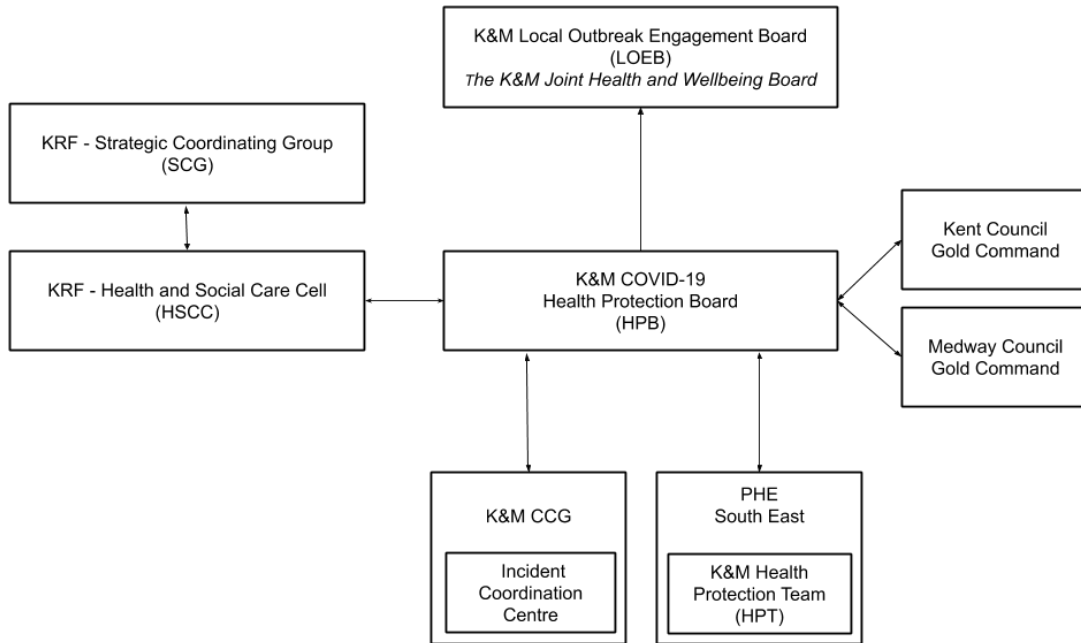 K&M Local Outbreak Engagement Board
(LOEB)
The K&M Joint Health and Wellbeing Board
KRF - Strategic Coordinating Group
(SCG)
Kent Council
Gold Command
KRF - Health and Social Care Cell
(HSCC)
K&M COVID-19
Health Protection Board
(HPB)
Medway Council
Gold Command
K&M CCG
Incident
Coordination
Centre
PHE
South East
K&M Health
Protection Team
(HPT)